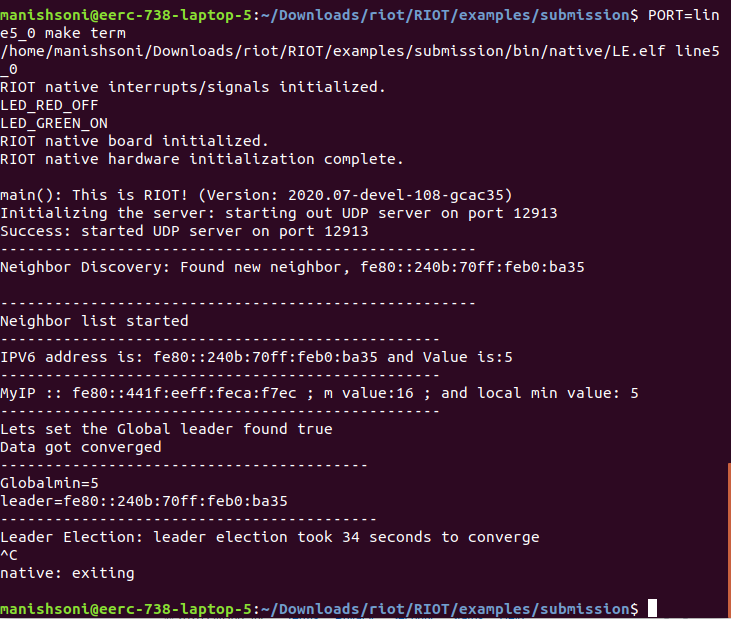 manishsoni@eerc-738-laptop-5:~/Downloads/riot/RIOT/examples/submission$ PORT=lin
e5_0 make term
/home/manishsoni/Downloads/riot/RIOT/examples/submission/bin/native/LE.elf line5
_0
RIOT native interrupts/signals initialized.
LED_RED_OFF
LED_GREEN_ON
RIOT native board initialized.
RIOT native hardware initialization complete.

main(): This is RIOT! (Version: 2020.07-devel-108-gcac35)
Initializing the server: starting out UDP server on port 12913
Success: started UDP server on port 12913
-----------------------------------------------------
Neighbor Discovery: Found new neighbor, fe80::240b:70ff:feb0:ba35

-----------------------------------------------------
Neighbor list started
-------------------------------------------------
IPV6 address is: fe80::240b:70ff:feb0:ba35 and Value is:5
-------------------------------------------------
MyIP :: fe80::441f:eeff:feca:f7ec ; m value:16 ; and local min value: 5
-------------------------------------------------
Lets set the Global leader found true
Data got converged
-----------------------------------------
Globalmin=5
leader=fe80::240b:70ff:feb0:ba35
------------------------------------------
Leader Election: leader election took 34 seconds to converge
^C
native: exiting

manishsoni@eerc-738-laptop-5:~/Downloads/riot/RIOT/examples/submission$